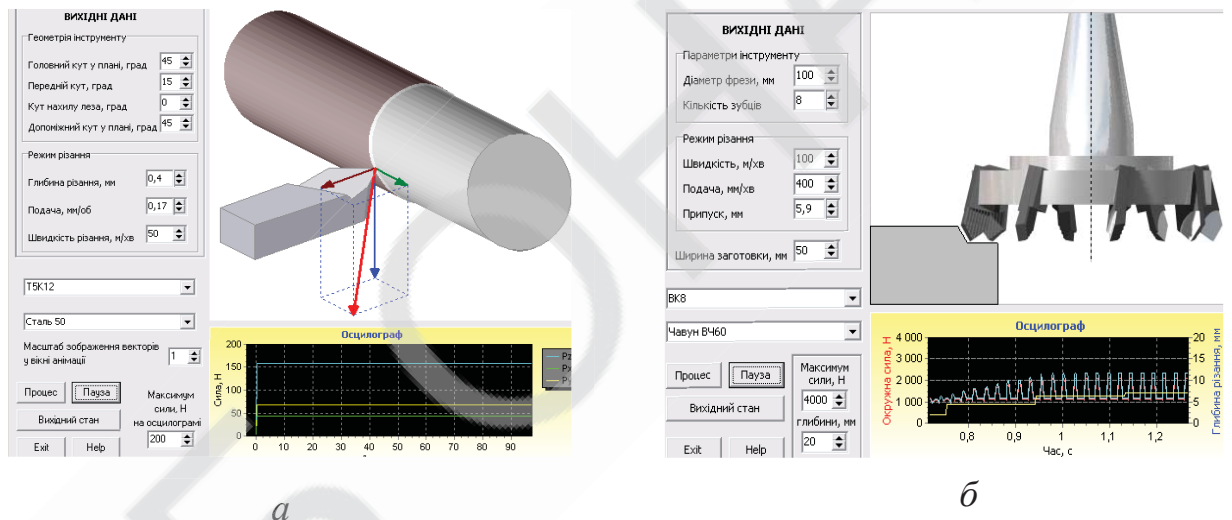 ВИХІДНІ ДАНІ
Геометрія інструменту
Головний кут у плані, град 45
Передній кут, град 15
Кут нахилу леза, град 0
Допоміжний кут у плані, град 45
Режим різання
Глибина різання, мм 0,4
Подача, мм/об 0,17
Швидкість різання, м/хв 50
Т5К12
Сталь 50
Масштаб зображення векторів
у вікні анімації 1
Процес Пауза
Вихідний стан
Exit Help
Максимум
сили, Н
на осцилограмі
200
Осцилограф
Сила, Н
200
150
100
50
0
0 10 20 30 40 50 60 70 80 90
Pz
Px
а
ВИХІДНІ ДАНІ
Параметри інструменту
Діаметр фрези, мм 100
Кількість зубців 8
Режим різання
Швидкість, м/хв 100
Подача, мм/хв 400
Припуск, мм 5,9
Ширина заготовки, мм 50
ВК8
Чавун ВЧ60
Процес Пауза
Вихідний стан
Exit Help
Максимум
сили, Н
4000
глибини, мм
20
Осцилограф
Окружна сила, Н
4 000
3 000
2 000
1 000
0
0,8 0,9 1 1,1 1,2
Час, с
20
15
10
5
0
Глибина різання, мм
б